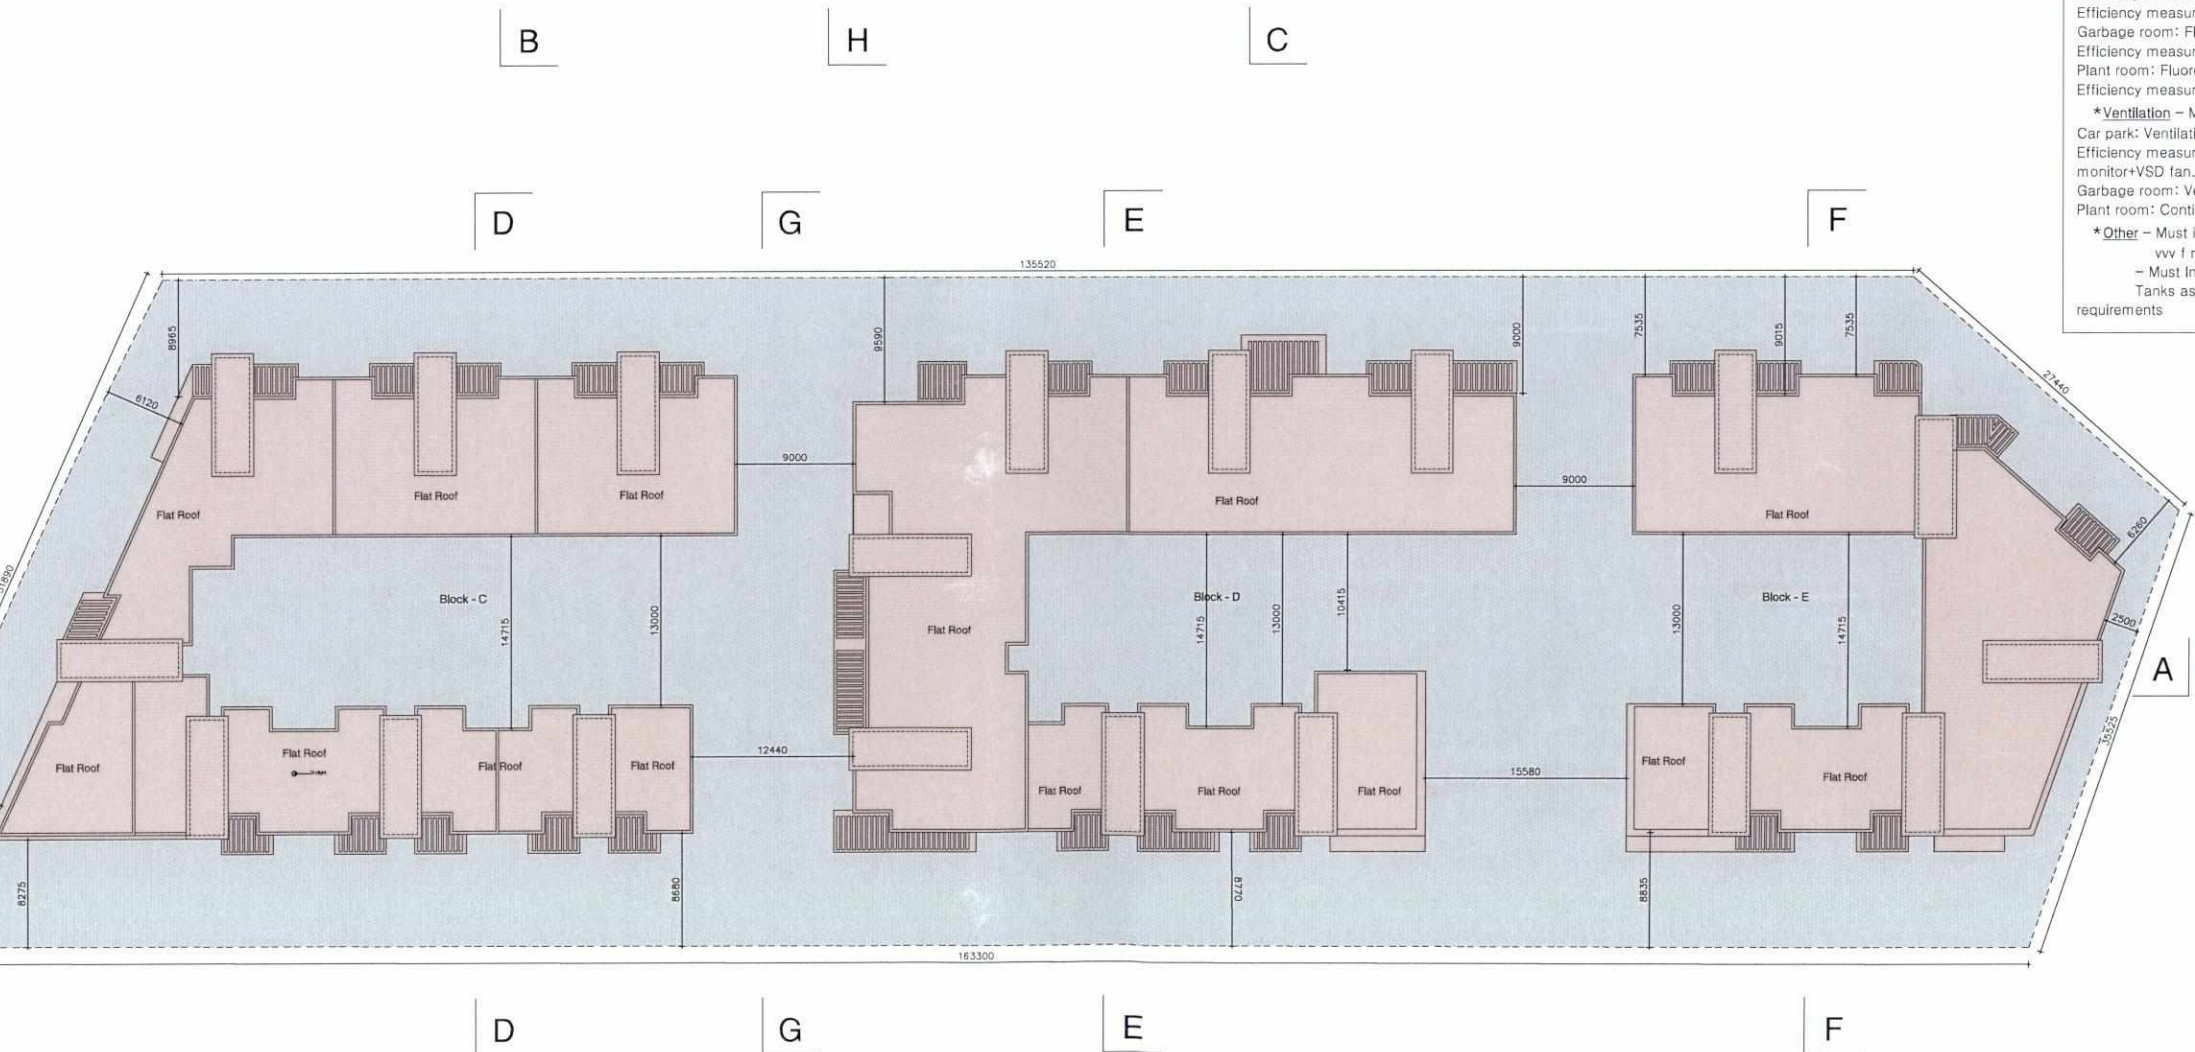 Efficiency measur
Garbage room: Fl
Efficiency measur
Plant room: Fluor
Efficiency measur
*Ventilation – M
Car park: Ventilati
Efficiency measur
monitor+VSD fan.
Garbage room: Ve
Plant room: Conti
*Other – Must i
vvv f r
– Must In
Tanks as
requirements
B
H
C
D
G
E
F
135520
8965
9590
9000
7535
9015
7535
27440
6120
9000
9000
6260
Flat Roof
Flat Roof
Flat Roof
Flat Roof
Flat Roof
Block - C
Block - D
Block - E
14715
13000
14715
13000
10415
13000
14715
2500
Flat Roof
A
35525
12440
15580
Flat Roof
Flat Roof
Flat Roof
Flat Roof
Flat Roof
Flat Roof
Flat Roof
Flat Roof
Flat Roof
8275
8680
8770
8835
163300
D
G
E
F